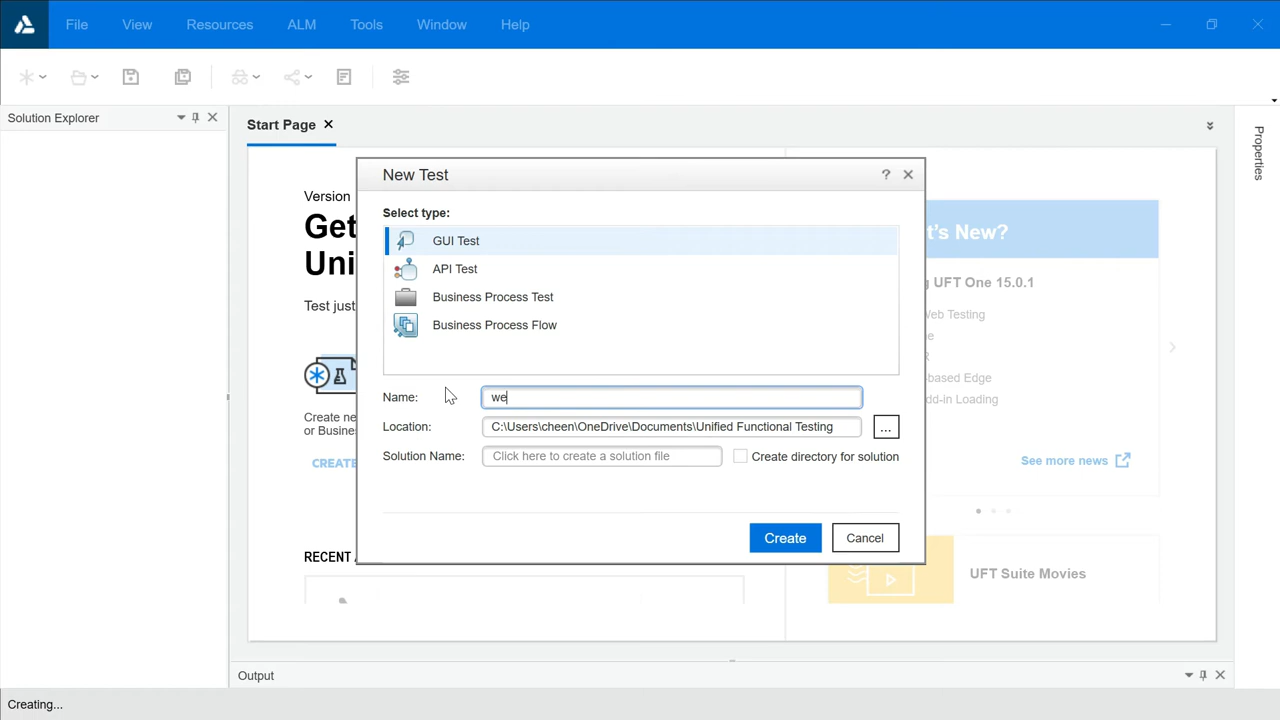 File View Resources ALM Tools Window Help
Solution Explorer
Start Page
Properties
Version
Get
Uni
Test just
Create ne
or Busine
CREATE
RECENT
New Test
?
Select type:
GUI Test
API Test
Business Process Test
Business Process Flow
Name: we
Location: C:\Users\cheen\OneDrive\Documents\Unified Functional Testing ...
Solution Name: Click here to create a solution file Create directory for solution
Create Cancel
t's New?
g UFT One 15.0.1
Web Testing
e
R
-based Edge
dd-in Loading
See more news
UFT Suite Movies
Output
Creating...